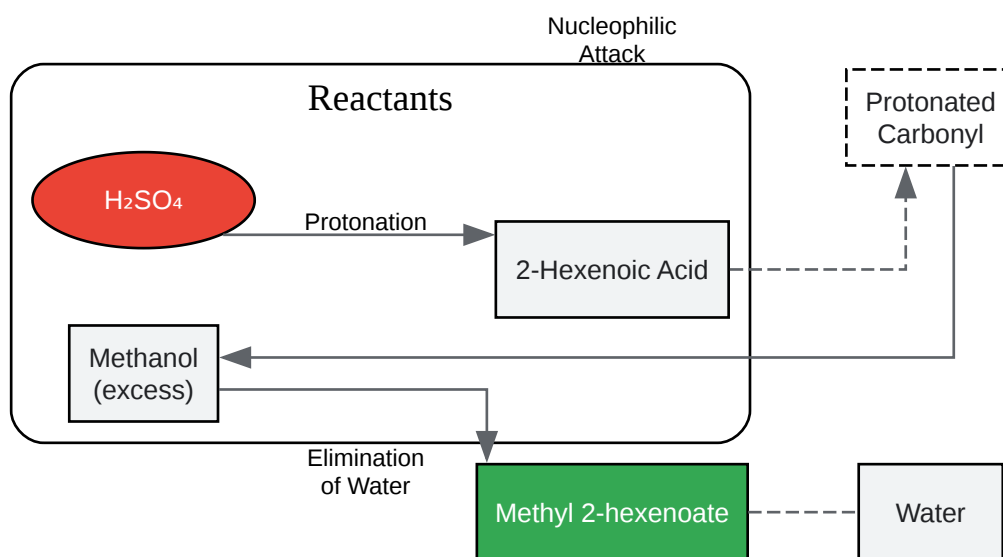 Nucleophilic
Attack
Reactants
Protonated
Carbonyl
H₂SO₄
Protonation
2-Hexenoic Acid
Methanol
(excess)
Elimination
of Water
Methyl 2-hexenoate
Water